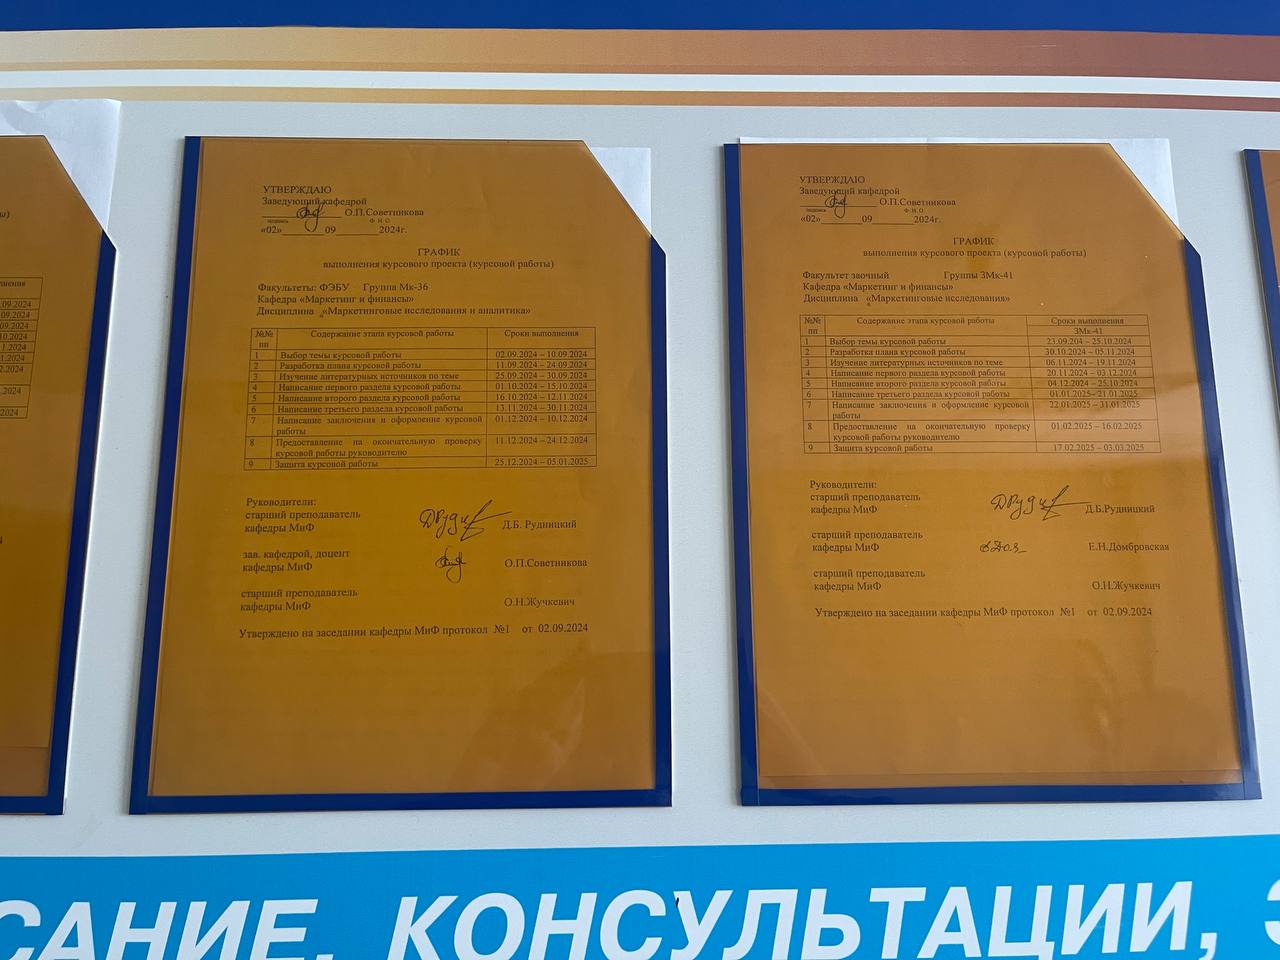 ы)
.09.2024
УТВЕРЖДАЮ
Заведующий кафедрой
О.П.Советникова
подпись Ф И О
«02» 09 2024г.
ГРАФИК
выполнения курсового проекта (курсовой работы)
Факультеты: ФЭБУ Группа Мк-36
Кафедра «Маркетинг и финансы»
Дисциплина «Маркетинговые исследования и аналитика»
№№ пп Содержание этапа курсовой работы Сроки выполнения
1 Выбор темы курсовой работы 02.09.2024 – 10.09.2024
2 Разработка плана курсовой работы 11.09.2024 – 24.09.2024
3 Изучение литературных источников по теме 25.09.2024 – 30.09.2024
4 Написание первого раздела курсовой работы 01.10.2024 – 15.10.2024
5 Написание второго раздела курсовой работы 16.10.2024 – 12.11.2024
6 Написание третьего раздела курсовой работы 13.11.2024 – 30.11.2024
7 Написание заключения и оформление курсовой 01.12.2024 – 10.12.2024
работы
8 Предоставление на окончательную проверку 11.12.2024 – 24 12.2024
курсовой работы руководителю
9 Защита курсовой работы 25.12.2024 – 05.01.2025
Руководители:
старший преподаватель
кафедры МиФ Д.Б. Рудницкий
зав. кафедрой, доцент
кафедры МиФ О.П.Советникова
старший преподаватель
кафедры МиФ О.Н.Жучкевич
Утверждено на заседании кафедры МиФ протокол №1 от 02.09.2024
УТВЕРЖДАЮ
Заведующий кафедрой
О.П.Советникова
подпись Ф И О
«02» 09 2024г.
ГРАФИК
выполнения курсового проекта (курсовой работы)
Факультет заочный Группы ЗМк-41
Кафедра «Маркетинг и финансы»
Дисциплина «Маркетинговые исследования»
№№ пп Содержание этапа курсовой работы Сроки выполнения
ЗМк-41
1 Выбор темы курсовой работы 23.09.204 – 25.10.2024
2 Разработка плана курсовой работы 30.10.2024 – 05.11.2024
3 Изучение литературных источников по теме 06.11.2024 – 19.11.2024
4 Написание первого раздела курсовой работы 20.11.2024 – 03.12.2024
5 Написание второго раздела курсовой работы 04.12.2024 – 25.10.2024
6 Написание третьего раздела курсовой работы 01.01.2025– 21.01.2025
7 Написание заключения и оформление курсовой 22.01.2025 – 31.01.2025
работы
8 Предоставление на окончательную проверку 01.02.2025 – 16.02.2025
курсовой работы руководителю
9 Защита курсовой работы 17.02.2025 – 03.03.2025
Руководители:
старший преподаватель
кафедры МиФ Д.Б.Рудницкий
старший преподаватель
кафедры МиФ Е.Н.Домбровская
старший преподаватель
кафедры МиФ О.Н.Жучкевич
Утверждено на заседании кафедры МиФ протокол №1 от 02.09.2024
САНИЕ, КОНСУЛЬТАЦИИ, З